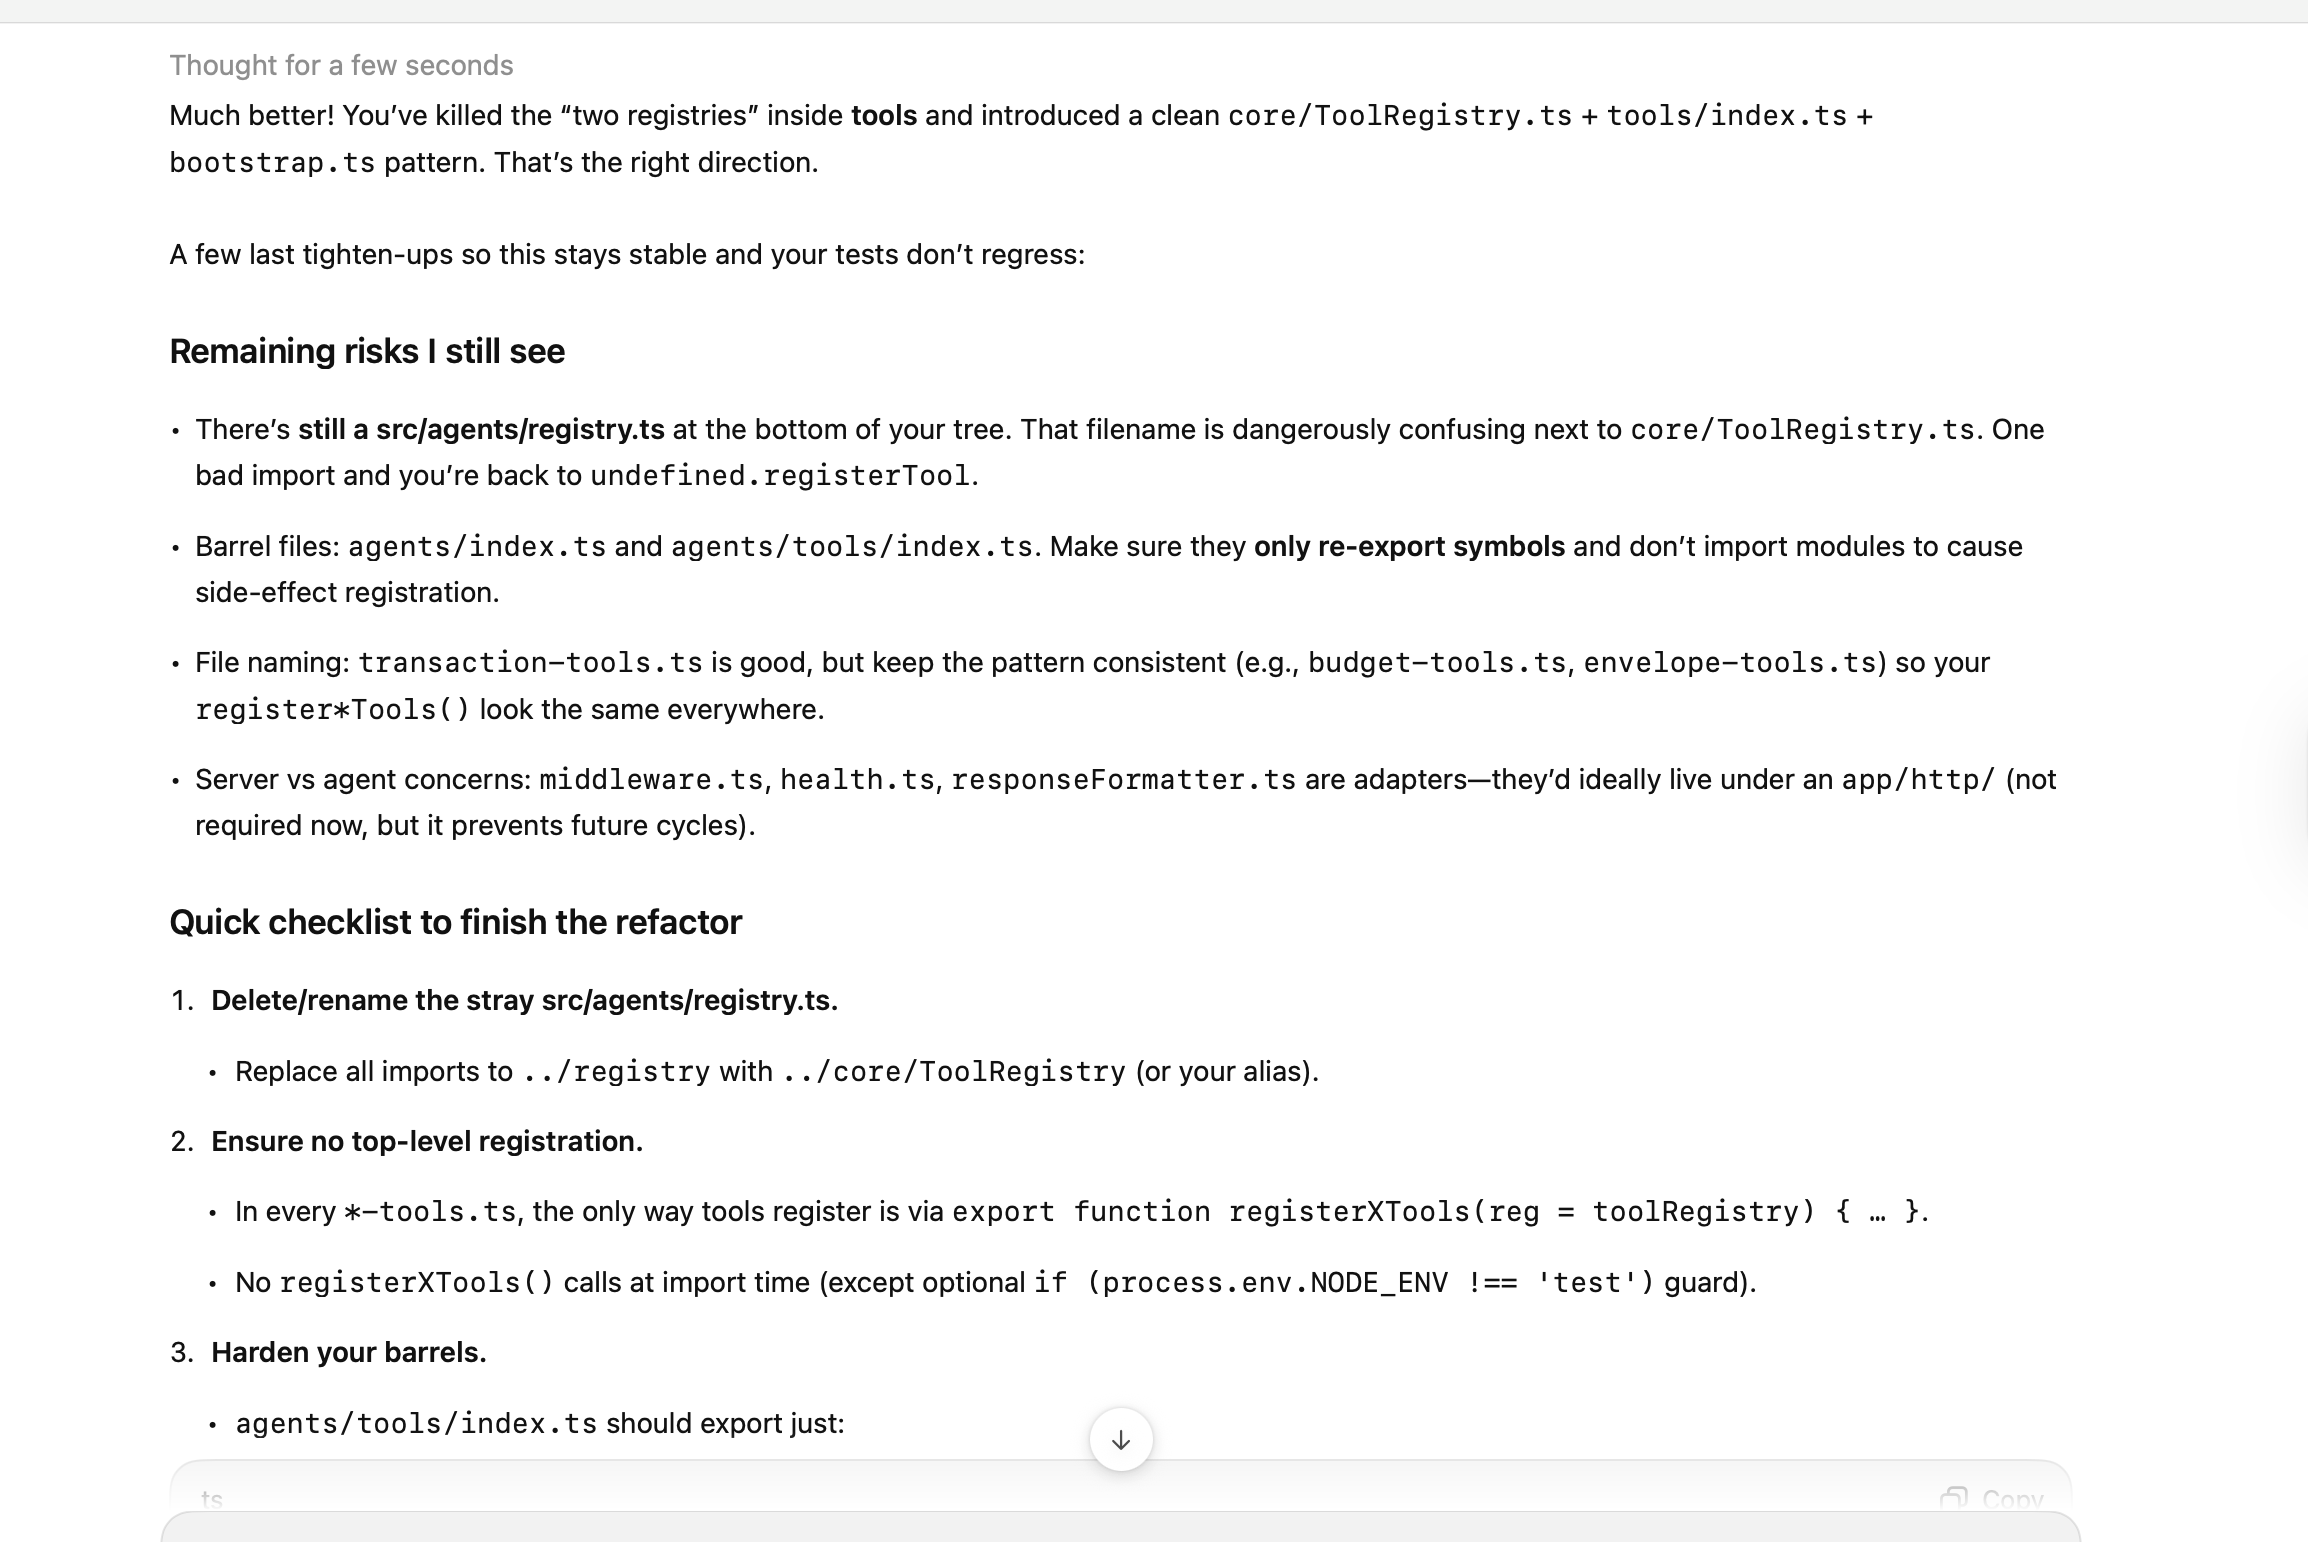 Thought for a few seconds
Much better! You’ve killed the “two registries” inside tools and introduced a clean core/ToolRegistry.ts + tools/index.ts +
bootstrap.ts pattern. That’s the right direction.
A few last tighten-ups so this stays stable and your tests don’t regress:
Remaining risks I still see
• There’s still a src/agents/registry.ts at the bottom of your tree. That filename is dangerously confusing next to core/ToolRegistry.ts. One
bad import and you’re back to undefined.registerTool.
• Barrel files: agents/index.ts and agents/tools/index.ts. Make sure they only re-export symbols and don’t import modules to cause
side-effect registration.
• File naming: transaction-tools.ts is good, but keep the pattern consistent (e.g., budget-tools.ts, envelope-tools.ts) so your
register*Tools() look the same everywhere.
• Server vs agent concerns: middleware.ts, health.ts, responseFormatter.ts are adapters—they’d ideally live under an app/http/ (not
required now, but it prevents future cycles).
Quick checklist to finish the refactor
1. Delete/rename the stray src/agents/registry.ts.
• Replace all imports to ../registry with ../core/ToolRegistry (or your alias).
2. Ensure no top-level registration.
• In every *-tools.ts, the only way tools register is via export function registerXTools(reg = toolRegistry) { … }.
• No registerXTools() calls at import time (except optional if (process.env.NODE_ENV !== 'test') guard).
3. Harden your barrels.
• agents/tools/index.ts should export just:
ts Copy